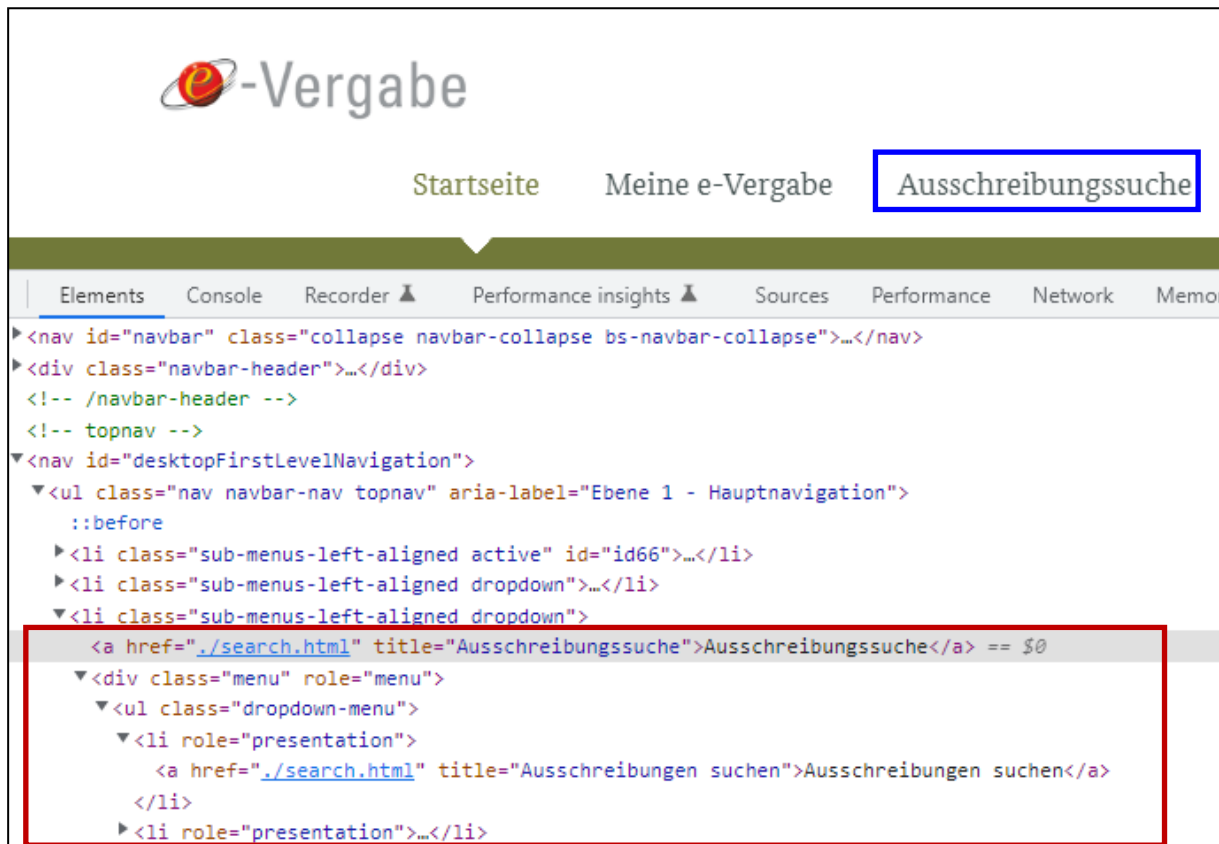 e-Vergabe
Startseite Meine e-Vergabe Ausschreibungssuche
Elements Console Recorder Performance insights Sources Performance Network Memor
<nav id="navbar" class="collapse navbar-collapse bs-navbar-collapse">…</nav>
<div class="navbar-header">…</div>
<!-- /navbar-header -->
<!-- topnav -->
<nav id="desktopFirstLevelNavigation">
<ul class="nav navbar-nav topnav" aria-label="Ebene 1 - Hauptnavigation">
::before
<li class="sub-menus-left-aligned active" id="id66">…</li>
<li class="sub-menus-left-aligned dropdown">…</li>
<li class="sub-menus-left-aligned dropdown">
<a href="./search.html" title="Ausschreibungssuche">Ausschreibungssuche</a> == $0
<div class="menu" role="menu">
<ul class="dropdown-menu">
<li role="presentation">
<a href="./search.html" title="Ausschreibungen suchen">Ausschreibungen suchen</a>
</li>
<li role="presentation">…</li>